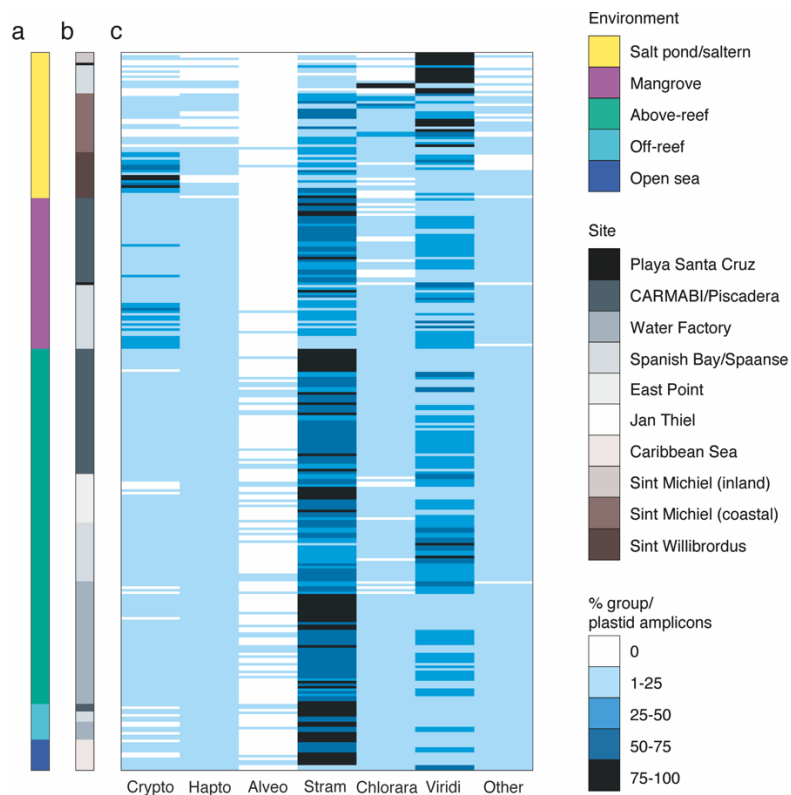 a
b
c
Environment
Salt pond/saltern
Mangrove
Above-reef
Off-reef
Open sea
Site
Playa Santa Cruz
CARMABI/Piscadera
Water Factory
Spanish Bay/Spaanse
East Point
Jan Thiel
Caribbean Sea
Sint Michiel (inland)
Sint Michiel (coastal)
Sint Willibrordus
% group/
plastid amplicons
0
1-25
25-50
50-75
75-100
Crypto Hapto Alveo Stram Chlorara Viridi Other